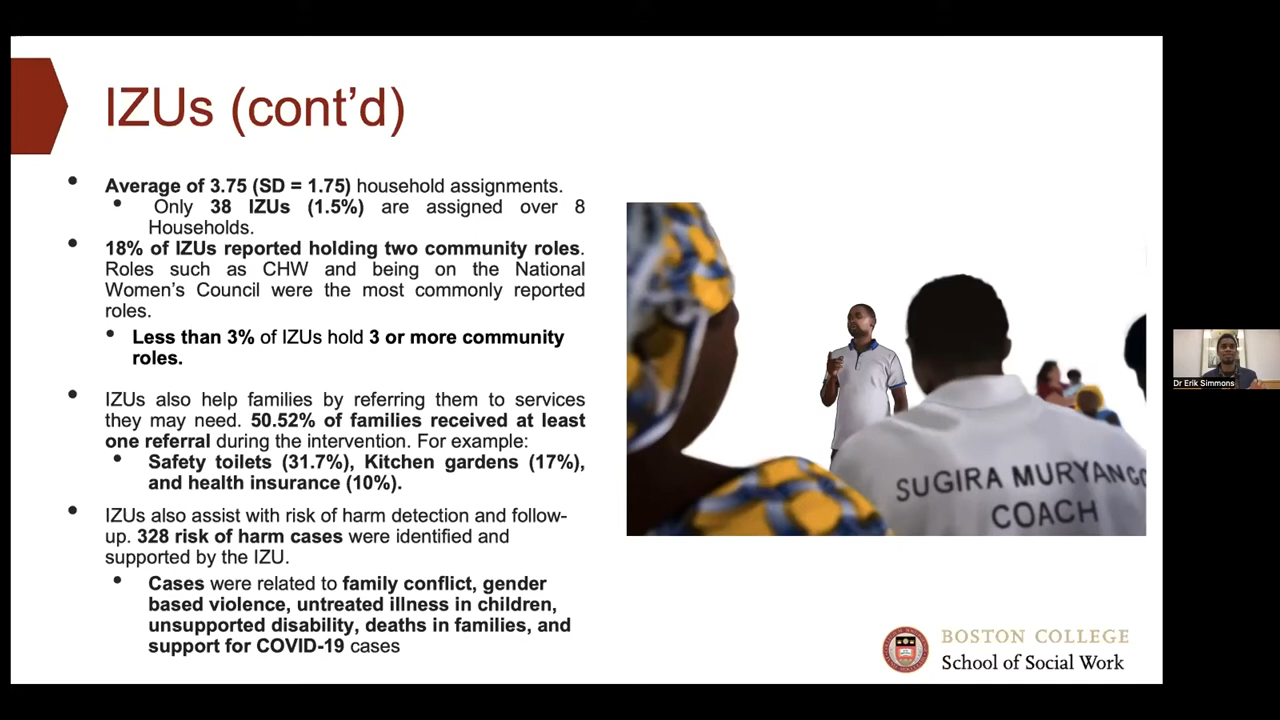 IZUs (cont’d)
• Average of 3.75 (SD = 1.75) household assignments.
• Only 38 IZUs (1.5%) are assigned over 8
Households.
• 18% of IZUs reported holding two community roles.
Roles such as CHW and being on the National
Women’s Council were the most commonly reported
roles.
• Less than 3% of IZUs hold 3 or more community
roles.
• IZUs also help families by referring them to services
they may need. 50.52% of families received at least
one referral during the intervention. For example:
• Safety toilets (31.7%), Kitchen gardens (17%),
and health insurance (10%).
• IZUs also assist with risk of harm detection and follow-
up. 328 risk of harm cases were identified and
supported by the IZU.
• Cases were related to family conflict, gender
based violence, untreated illness in children,
unsupported disability, deaths in families, and
support for COVID-19 cases
SUGIRA MURYANGO
COACH
BOSTON COLLEGE
School of Social Work
Dr Erik Simmons